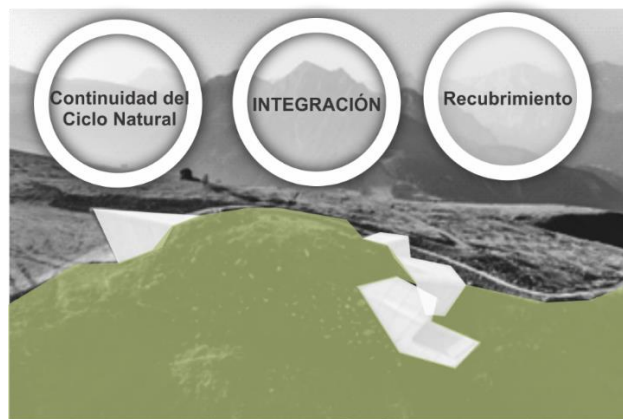 Continuidad del
Ciclo Natural
INTEGRACIÓN
Recubrimiento